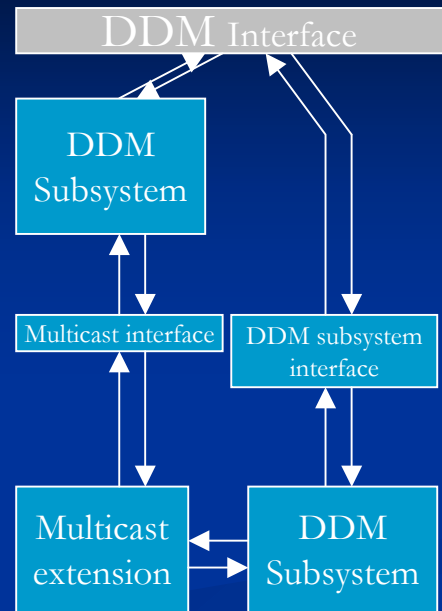 DDM Interface
DDM
Subsystem
Multicast interface
DDM subsystem
interface
Multicast
extension
DDM
Subsystem